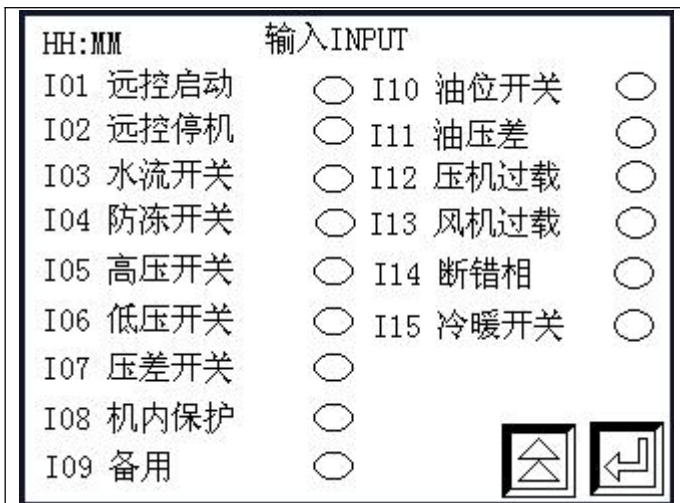 HH:MM 输入INPUT
I01 远控启动
I02 远控停机
I03 水流开关
I04 防冻开关
I05 高压开关
I06 低压开关
I07 压差开关
I08 机内保护
I09 备用
I10 油位开关
I11 油压差
I12 压机过载
I13 风机过载
I14 断错相
I15 冷暖开关